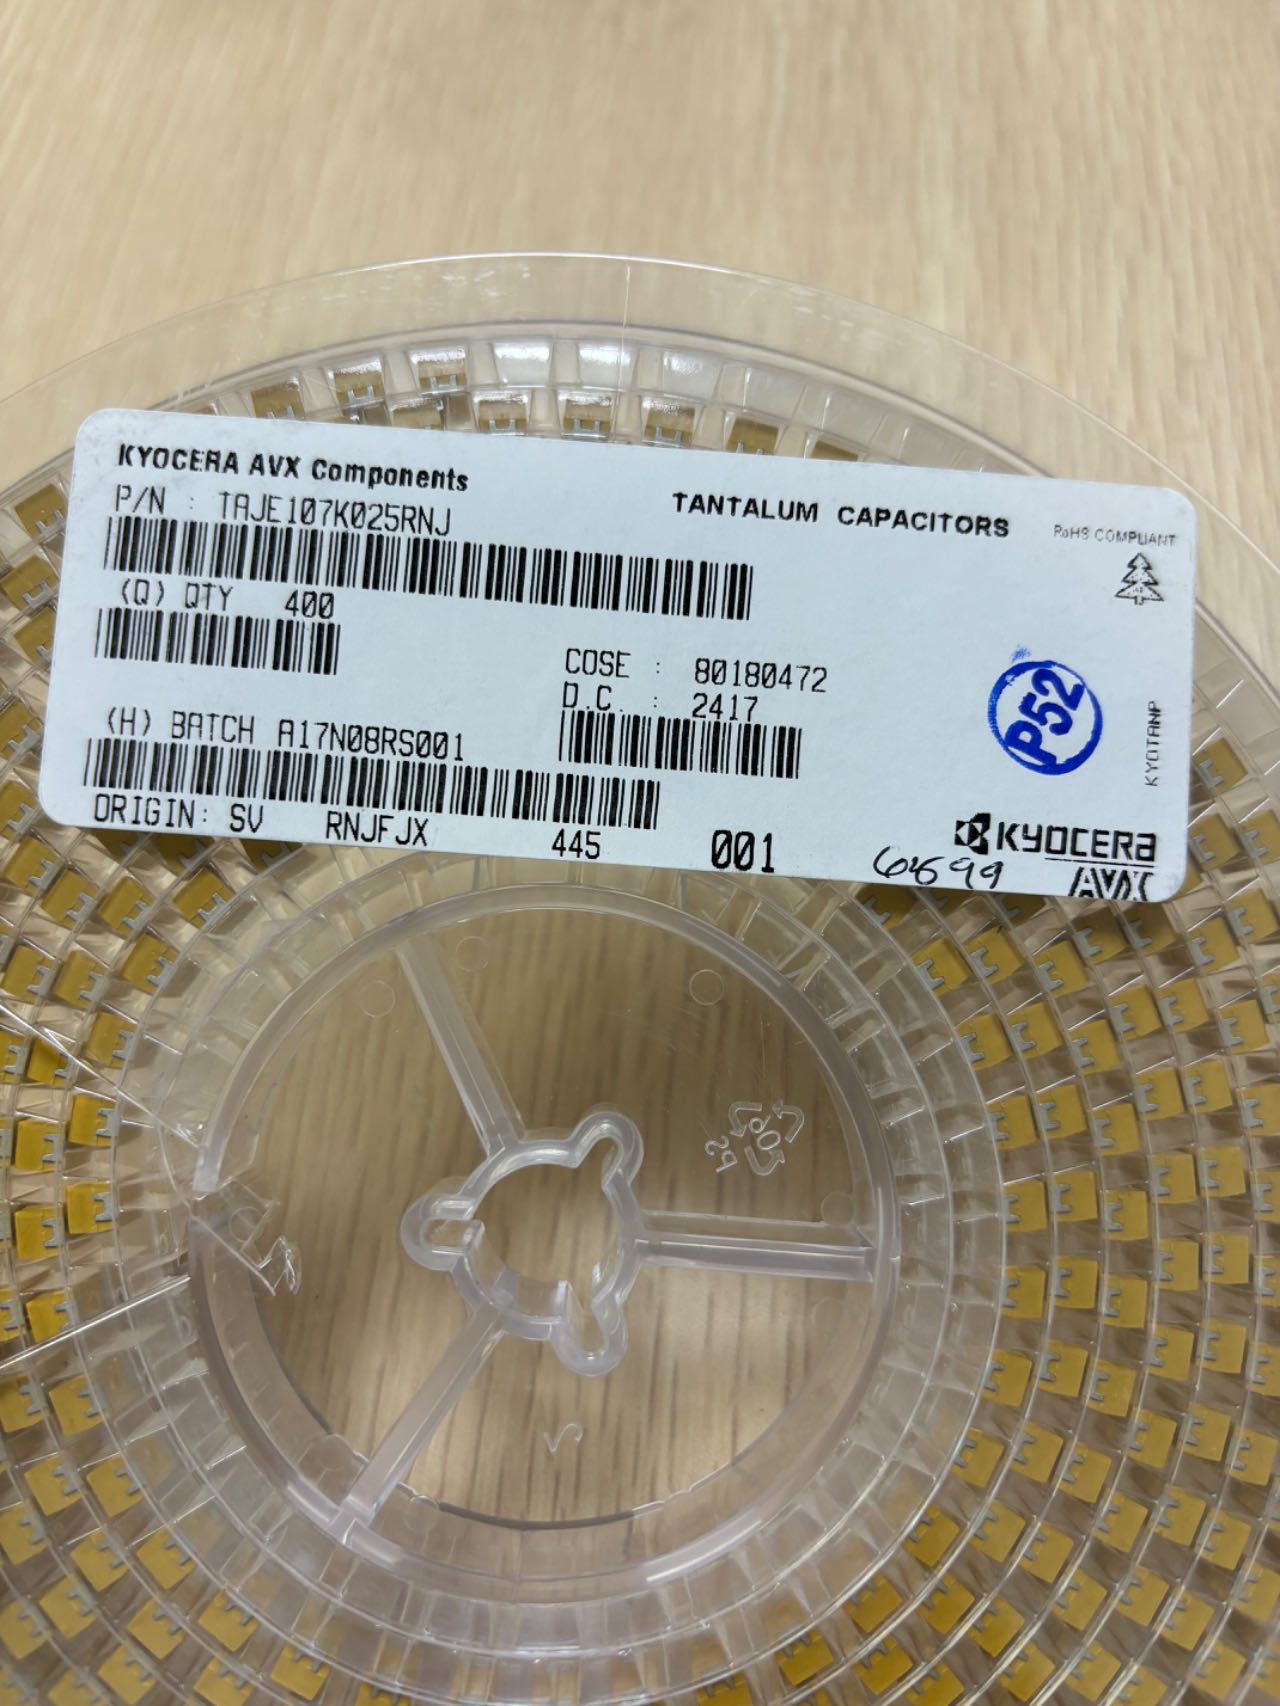 KYOCERA AVX Components
P/N : TAJE107K025RNJ
TANTALUM CAPACITORS
RoHS COMPLIANT
(Q) QTY 400
COSE : 80180472
D.C. : 2417
P52
KYOTANP
(H) BATCH A17N08RS001
ORIGIN: SV RNJFJX 445 001
KYOCERA
AVX
PS